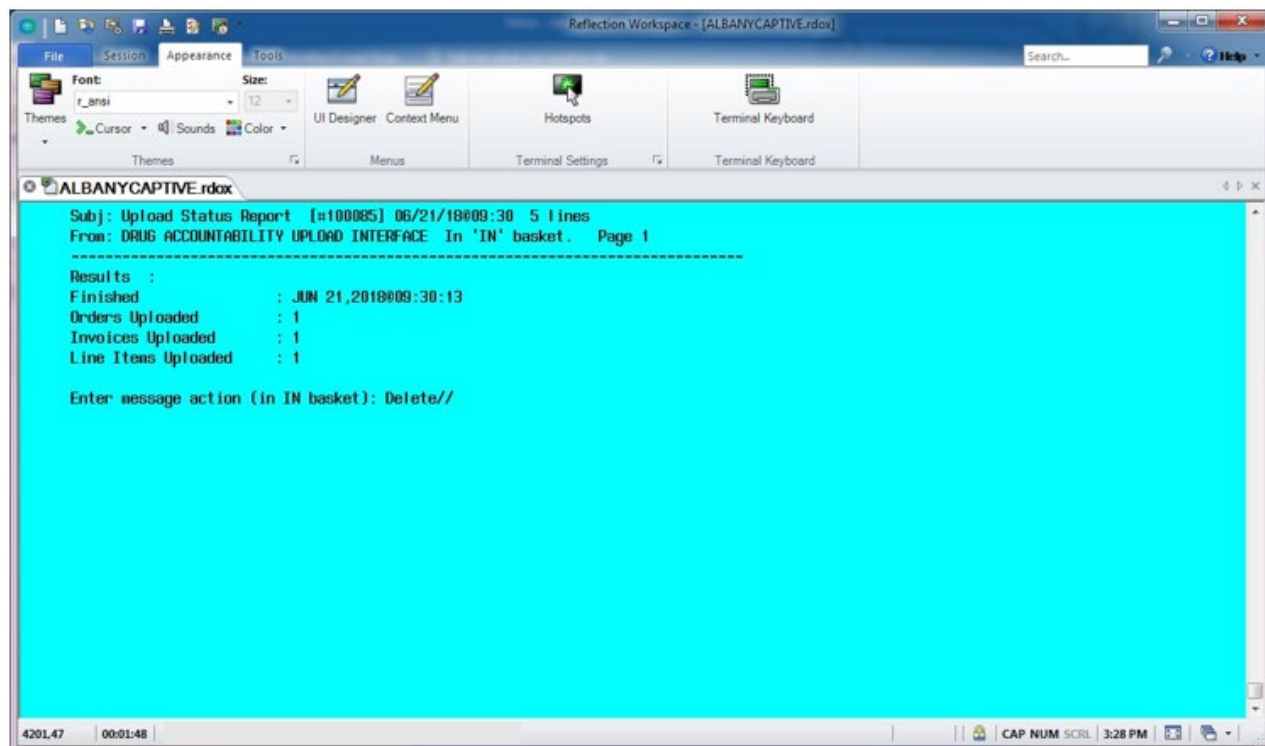 Reflection Workspace - [ALBANYCAPTIVE.rdox]
File Session Appearance Tools Search... Help
Font: Size:
r_ansi 12
Themes Cursor Sounds Color UI Designer Context Menu Hotspots Terminal Keyboard
Themes Menus Terminal Settings Terminal Keyboard
ALBANYCAPTIVE.rdox
Subj: Upload Status Report [#100085] 06/21/18@09:30 5 lines
From: DRUG ACCOUNTABILITY UPLOAD INTERFACE In 'IN' basket. Page 1
-------------------------------------------------------------------------------
Results :
Finished : JUN 21,2018@09:30:13
Orders Uploaded : 1
Invoices Uploaded : 1
Line Items Uploaded : 1
Enter message action (in IN basket): Delete//
4201,47 00:01:48 CAP NUM SCRL 3:28 PM